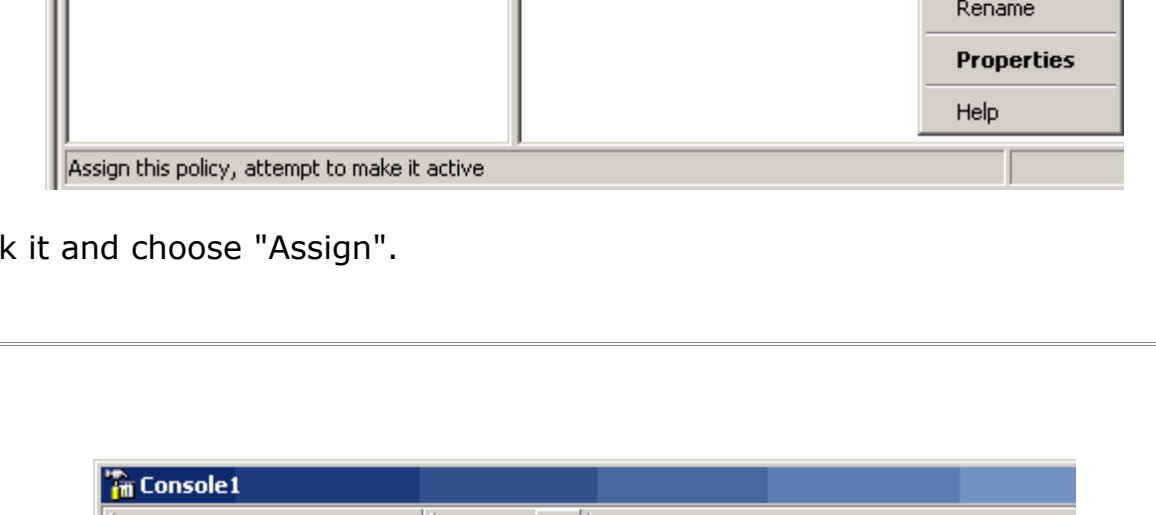 Rename
Properties
Help
Assign this policy, attempt to make it active
k it and choose "Assign".
Console1